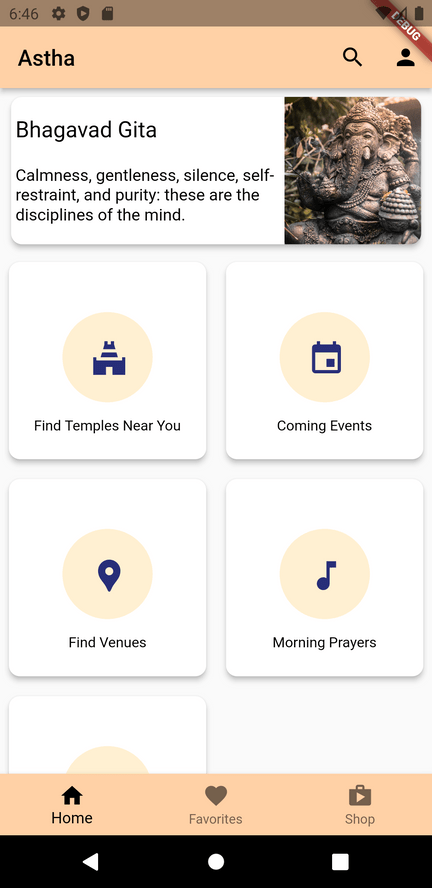 6:46
DEBUG
Astha
Bhagavad Gita
Calmness, gentleness, silence, self-
restraint, and purity: these are the
disciplines of the mind.
Find Temples Near You
Coming Events
Find Venues
Morning Prayers
Home
Favorites
Shop